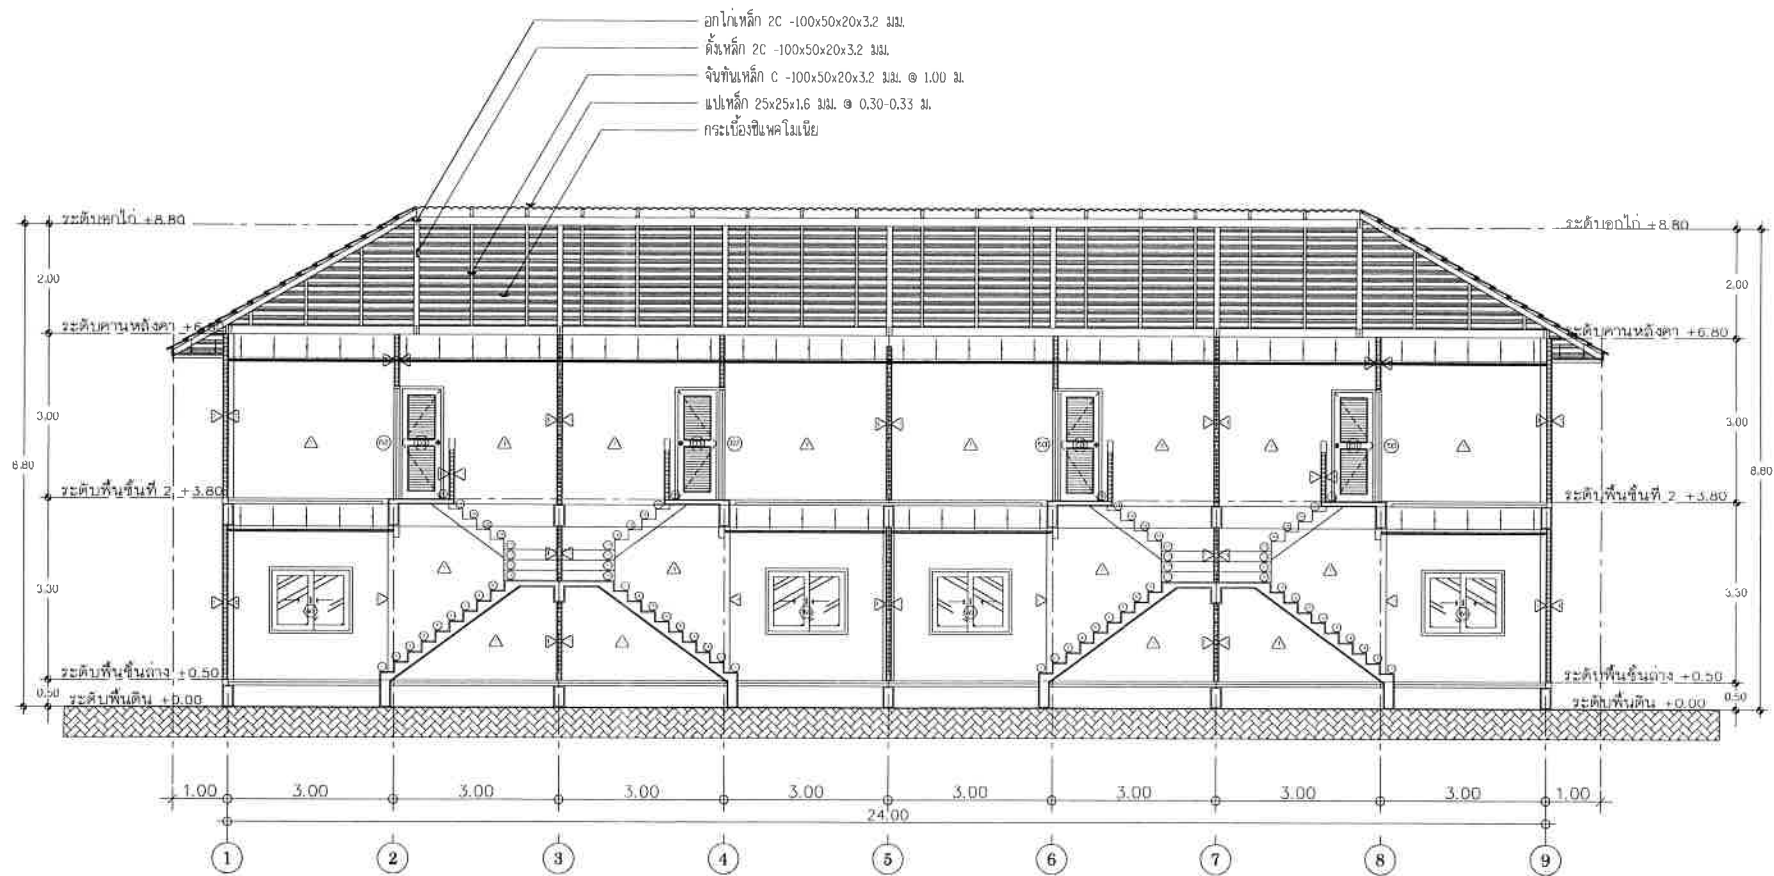 อกไก่เหล็ก 2C -100x50x20x3.2 มม.
ดั้งเหล็ก 2C -100x50x20x3.2 มม.
จันทันเหล็ก C -100x50x20x3.2 มม. @ 1.00 ม.
แปเหล็ก 25x25x1.6 มม. @ 0.30-0.33 ม.
กระเบื้องซีแพคโมเนีย
ระดับอกไก่ +8.80
ระดับอกไก่ +8.80
2.00
2.00
ระดับคานหลังคา +6.80
ระดับคานหลังคา +6.80
3.00
3.00
8.80
8.80
ระดับพื้นชั้นที่ 2 +3.80
ระดับพื้นชั้นที่ 2 +3.80
3.30
3.30
ระดับพื้นชั้นล่าง +0.50
ระดับพื้นชั้นล่าง +0.50
0.50
0.50
ระดับพื้นดิน +0.00
ระดับพื้นดิน +0.00
1.00 3.00 3.00 3.00 3.00 3.00 3.00 3.00 3.00 1.00
24.00
1 2 3 4 5 6 7 8 9